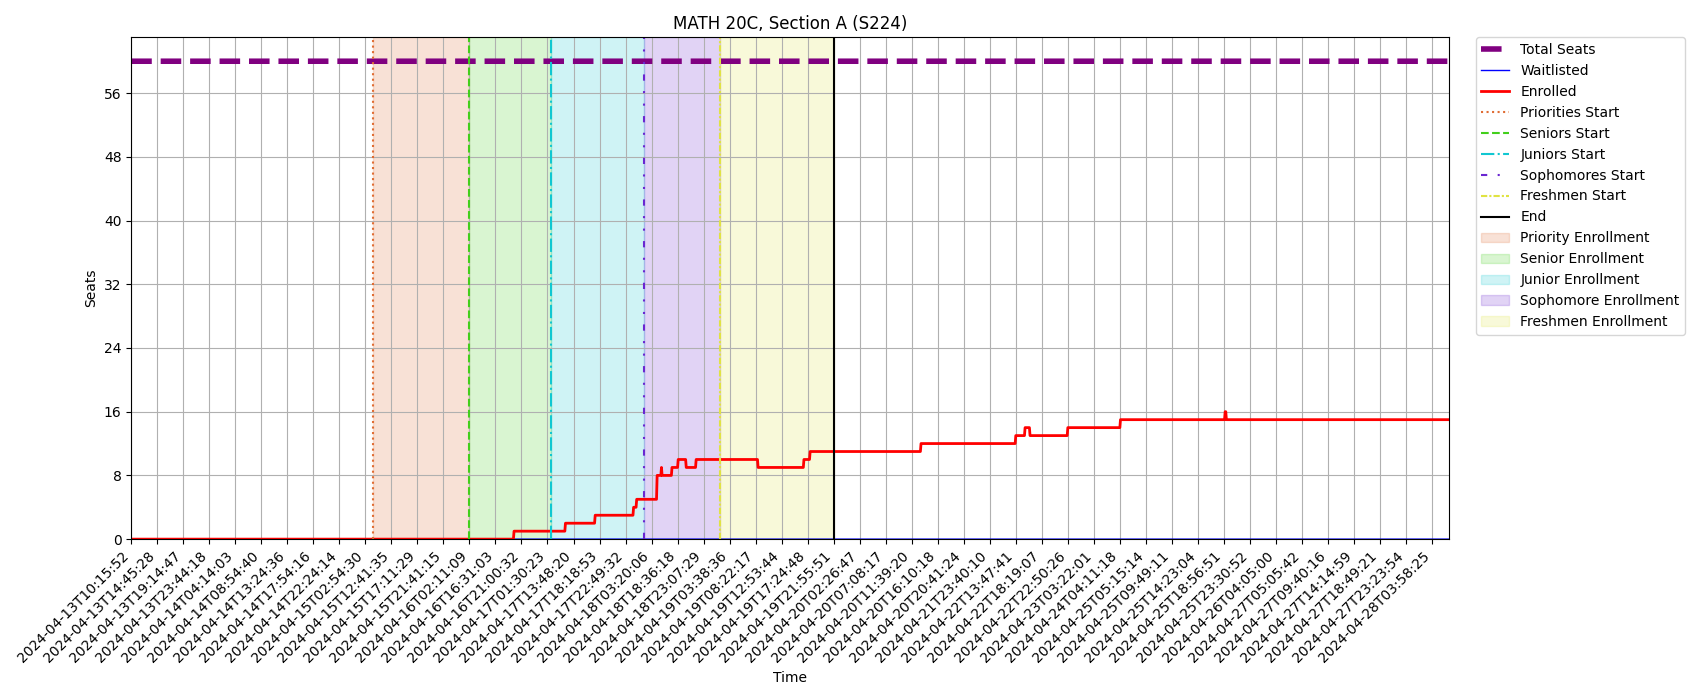 MATH 20C, Section A (S224)
Seats
56
48
40
32
24
16
8
0
2024-04-13T10:15:52
2024-04-13T14:45:28
2024-04-13T19:14:47
2024-04-13T23:44:18
2024-04-14T04:14:03
2024-04-14T08:54:40
2024-04-14T13:24:36
2024-04-14T17:54:16
2024-04-14T22:24:14
2024-04-15T02:54:30
2024-04-15T12:41:35
2024-04-15T17:11:29
2024-04-15T21:41:15
2024-04-16T02:11:09
2024-04-16T16:31:03
2024-04-16T21:00:32
2024-04-17T01:30:23
2024-04-17T13:48:20
2024-04-17T18:18:53
2024-04-17T22:49:32
2024-04-18T03:20:06
2024-04-18T18:36:18
2024-04-18T23:07:29
2024-04-19T03:38:36
2024-04-19T08:22:17
2024-04-19T12:53:44
2024-04-19T17:24:48
2024-04-19T21:55:51
2024-04-20T02:26:47
2024-04-20T07:08:17
2024-04-20T11:39:20
2024-04-20T16:10:18
2024-04-20T20:41:24
2024-04-21T23:40:10
2024-04-22T13:47:41
2024-04-22T18:19:07
2024-04-22T22:50:26
2024-04-23T03:22:01
2024-04-24T04:11:18
2024-04-25T05:15:14
2024-04-25T09:49:11
2024-04-25T14:23:04
2024-04-25T18:56:51
2024-04-25T23:30:52
2024-04-26T04:05:00
2024-04-27T05:05:42
2024-04-27T09:40:16
2024-04-27T14:14:59
2024-04-27T18:49:21
2024-04-27T23:23:54
2024-04-28T03:58:25
Time
Total Seats
Waitlisted
Enrolled
Priorities Start
Seniors Start
Juniors Start
Sophomores Start
Freshmen Start
End
Priority Enrollment
Senior Enrollment
Junior Enrollment
Sophomore Enrollment
Freshmen Enrollment